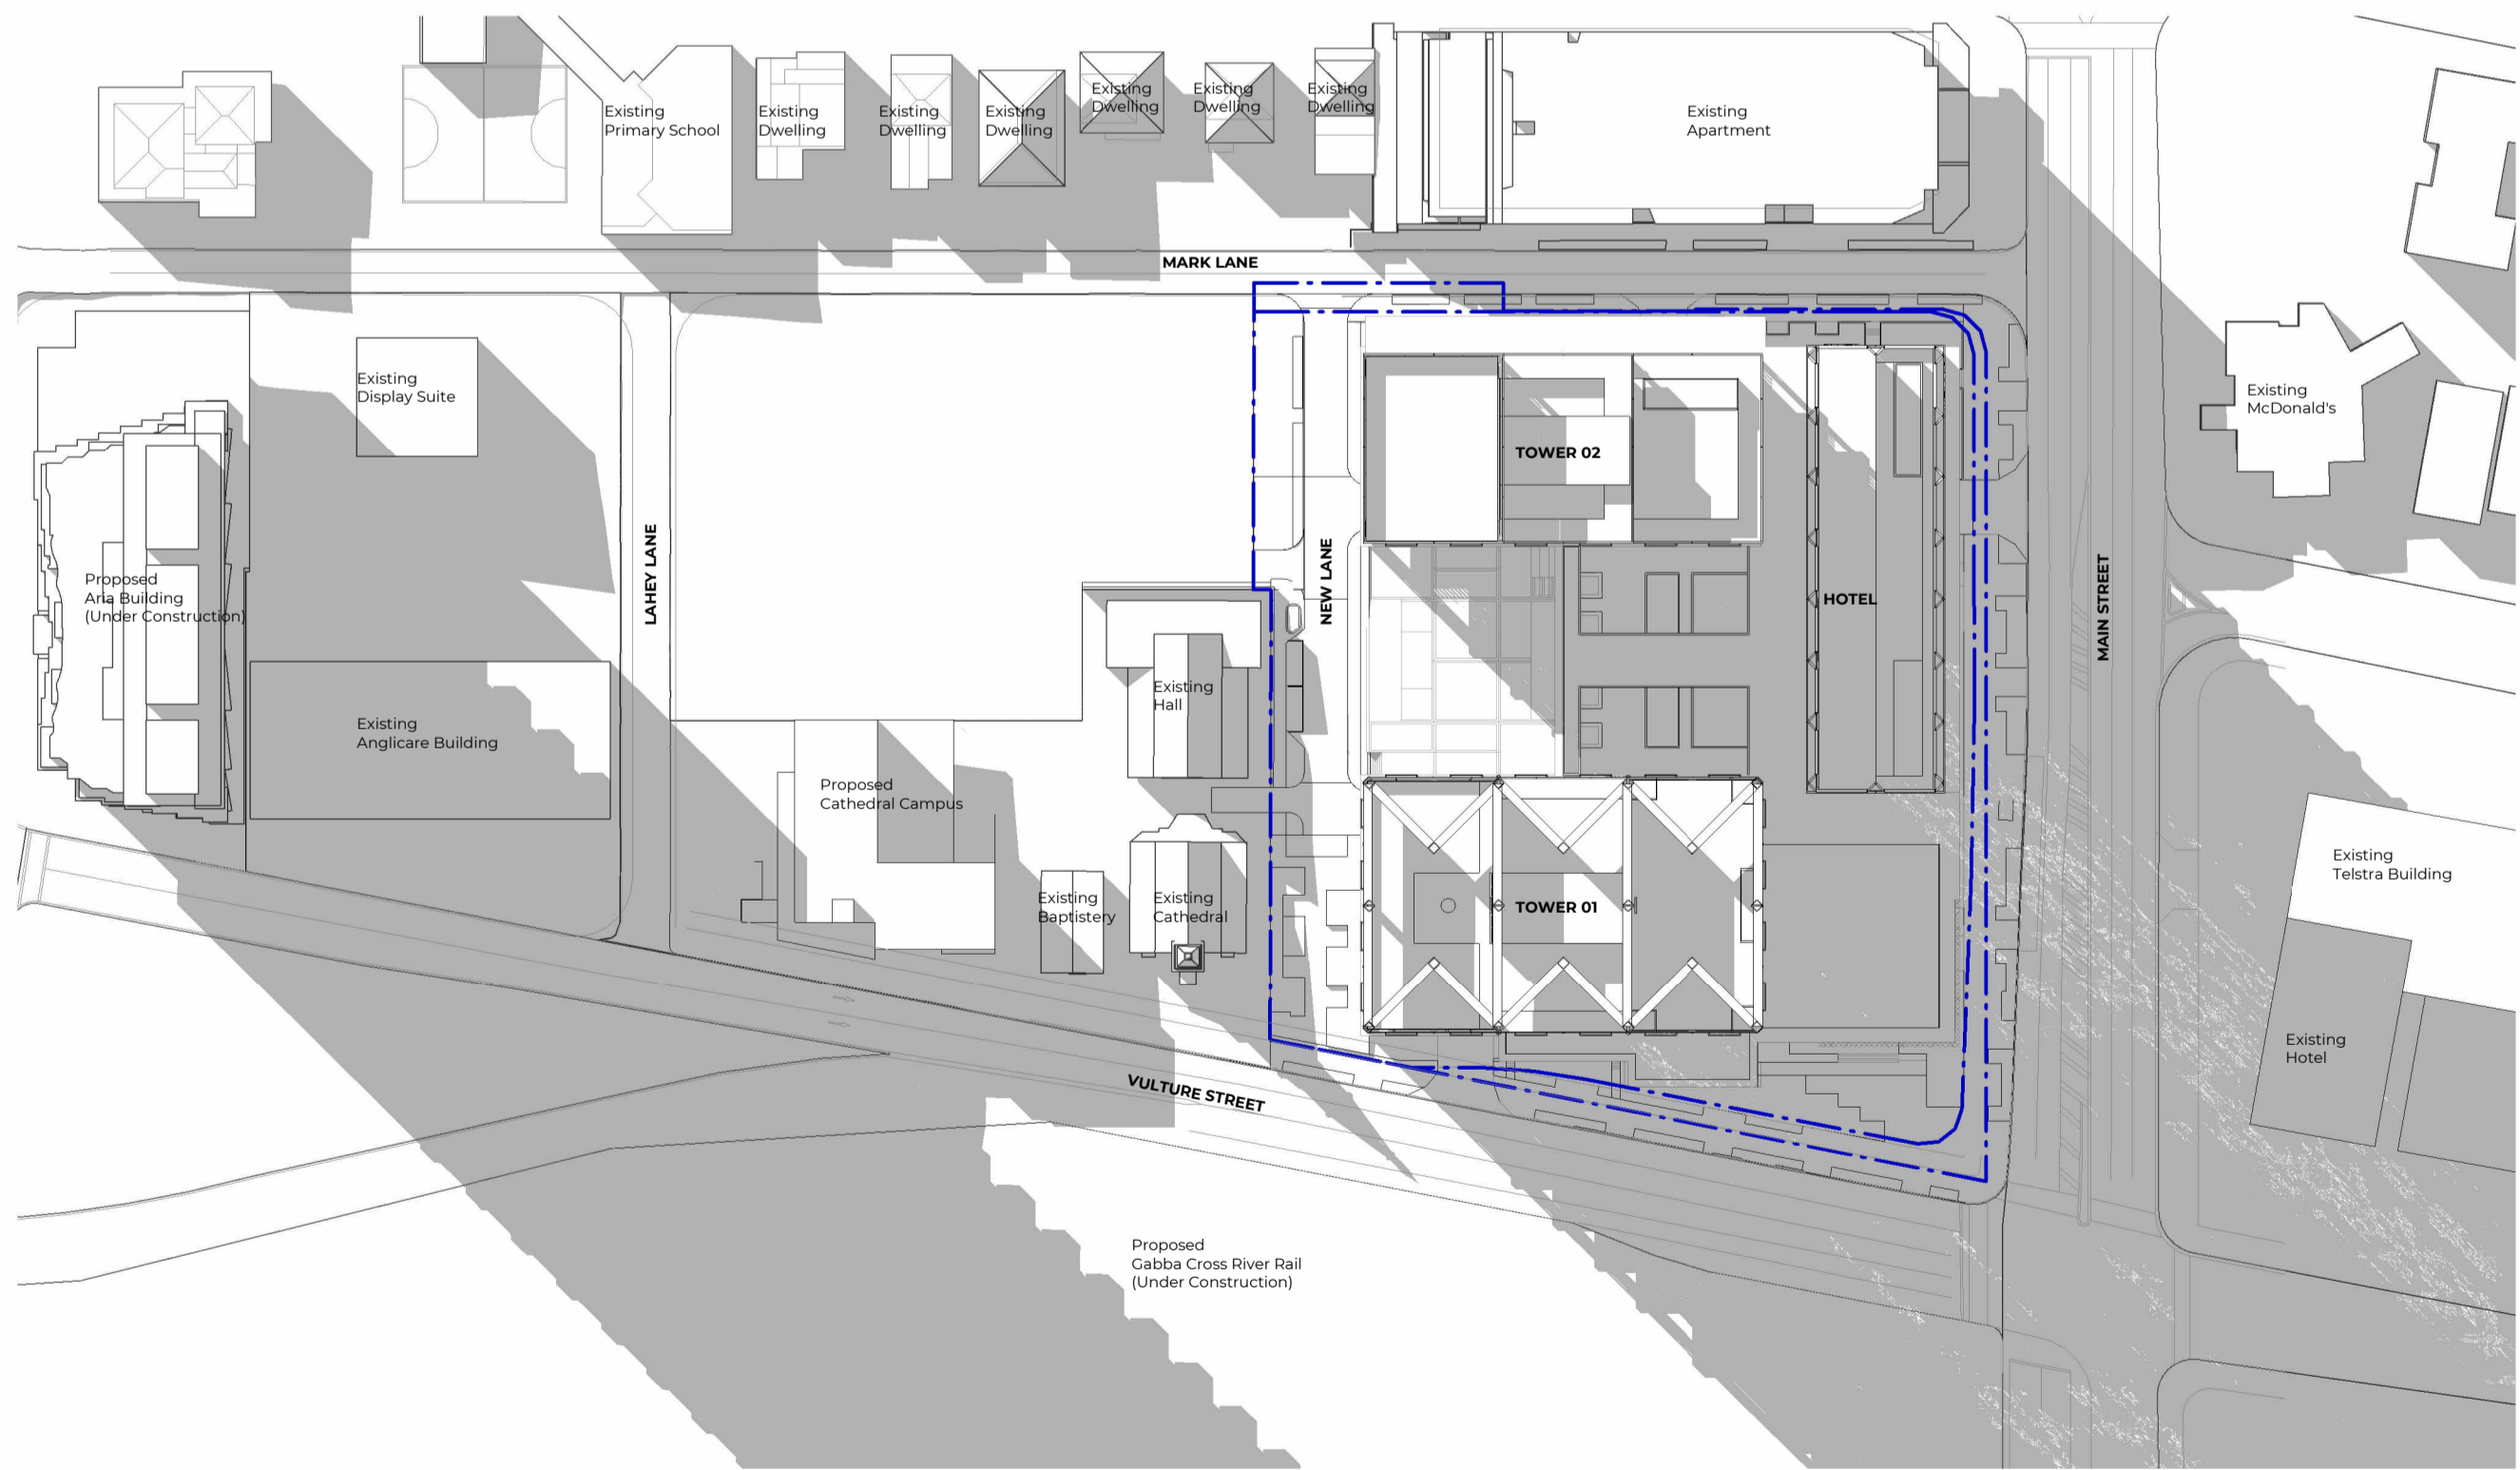 Existing
Primary School
Existing
Dwelling
Existing
Dwelling
Existing
Dwelling
Existing
Dwelling
Existing
Dwelling
Existing
Dwelling
Existing
Apartment
MARK LANE
Existing
Display Suite
Existing
McDonald's
TOWER 02
LAHEY LANE
NEW LANE
MAIN STREET
HOTEL
Proposed
Aria Building
(Under Construction)
Existing
Hall
Existing
Anglicare Building
Proposed
Cathedral Campus
Existing
Telstra Building
Existing
Baptistery
Existing
Cathedral
TOWER 01
Existing
Hotel
VULTURE STREET
Proposed
Gabba Cross River Rail
(Under Construction)